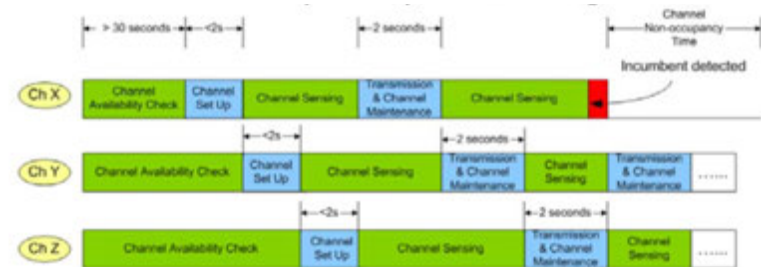 Channel
Non-occupancy
Time
> 30 seconds
<2s
2 seconds
Incumbent detected
Ch X
Channel
Availability Check
Channel
Set Up
Channel Sensing
Transmission
& Channel
Maintenance
Channel Sensing
<2s
2 seconds
Ch Y
Channel Availability Check
Channel
Set Up
Channel Sensing
Transmission
& Channel
Maintenance
Channel
Sensing
Transmission
& Channel
Maintenance
......
<2s
2 seconds
Ch Z
Channel Availability Check
Channel
Set Up
Channel Sensing
Transmission
& Channel
Maintenance
Channel
Sensing
......